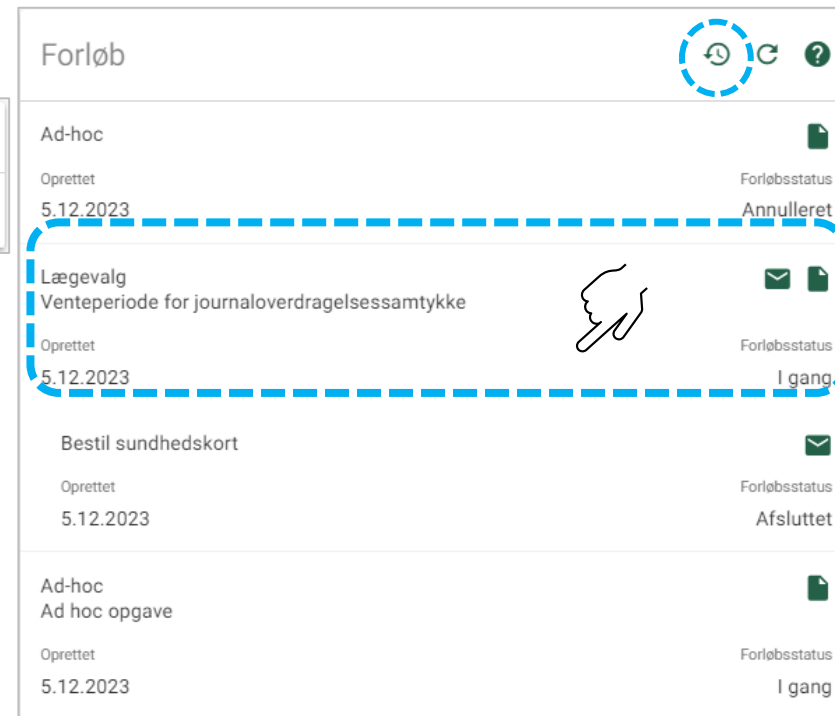 Forløb
Ad-hoc
Oprettet Forløbsstatus
5.12.2023 Annulleret
Lægevalg
Venteperiode for journaloverdragelsessamtykke
Oprettet Forløbsstatus
5.12.2023 I gang
Bestil sundhedskort
Oprettet Forløbsstatus
5.12.2023 Afsluttet
Ad-hoc
Ad hoc opgave
Oprettet Forløbsstatus
5.12.2023 I gang